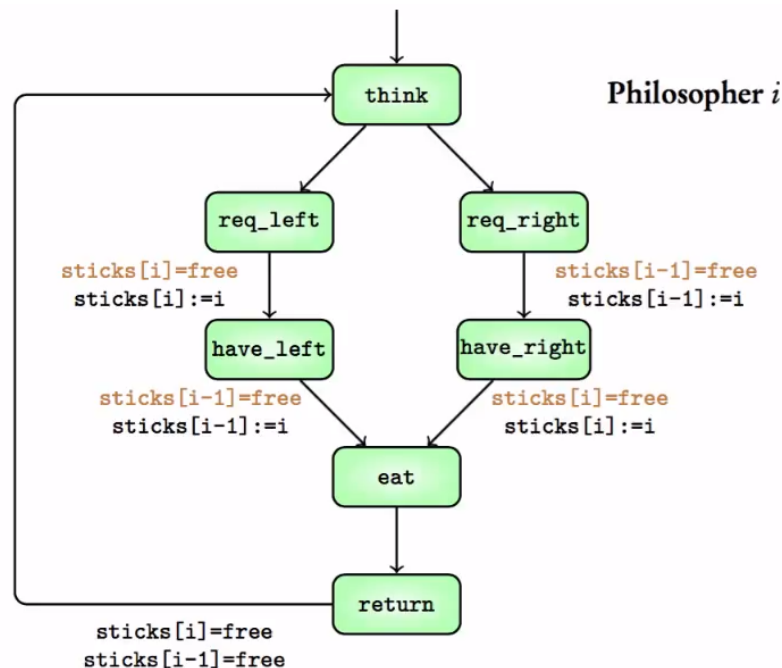 think
Philosopher i
req_left
req_right
sticks[i]=free
sticks[i]:=i
sticks[i-1]=free
sticks[i-1]:=i
have_left
have_right
sticks[i-1]=free
sticks[i-1]:=i
sticks[i]=free
sticks[i]:=i
eat
return
sticks[i]=free
sticks[i-1]=free